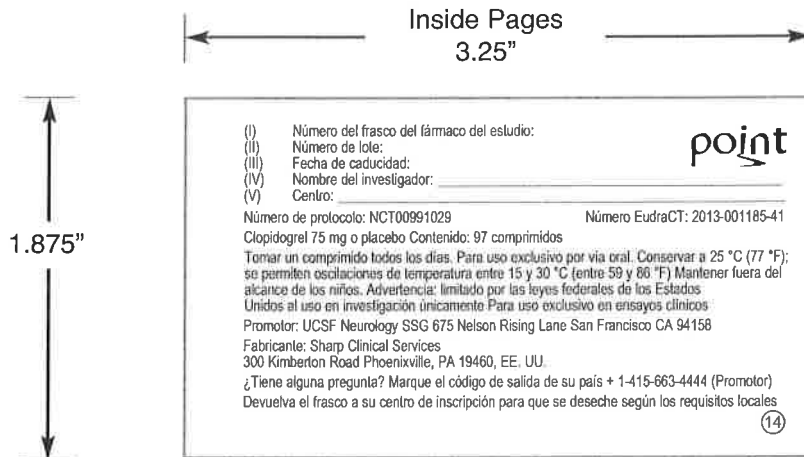 Inside Pages
3.25"
1.875"
point
(I) Número del frasco del fármaco del estudio:
(II) Número de lote:
(III) Fecha de caducidad:
(IV) Nombre del investigador:
(V) Centro:
Número de protocolo: NCT00991029 Número EudraCT: 2013-001185-41
Clopidogrel 75 mg o placebo Contenido: 97 comprimidos
Tomar un comprimido todos los días. Para uso exclusivo por vía oral. Conservar a 25 °C (77 °F);
se permiten oscilaciones de temperatura entre 15 y 30 °C (entre 59 y 86 °F) Mantener fuera del
alcance de los niños. Advertencia: limitado por las leyes federales de los Estados
Unidos al uso en investigación únicamente Para uso exclusivo en ensayos clínicos
Promotor: UCSF Neurology SSG 675 Nelson Rising Lane San Francisco CA 94158
Fabricante: Sharp Clinical Services
300 Kimberton Road Phoenixville, PA 19460, EE. UU.
¿Tiene alguna pregunta? Marque el código de salida de su país + 1-415-663-4444 (Promotor)
Devuelva el frasco a su centro de inscripción para que se deseche según los requisitos locales
14